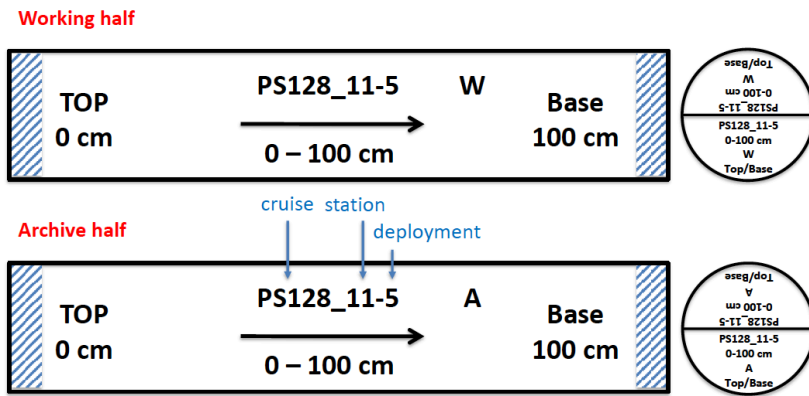 Working half
TOP
0 cm
PS128_11-5 W
0 – 100 cm
Base
100 cm
Top/Base
W
0-100 cm
PS128_11-5
PS128_11-5
0-100 cm
W
Top/Base
cruise station
deployment
Archive half
TOP
0 cm
PS128_11-5 A
0 – 100 cm
Base
100 cm
Top/Base
A
0-100 cm
PS128_11-5
PS128_11-5
0-100 cm
A
Top/Base